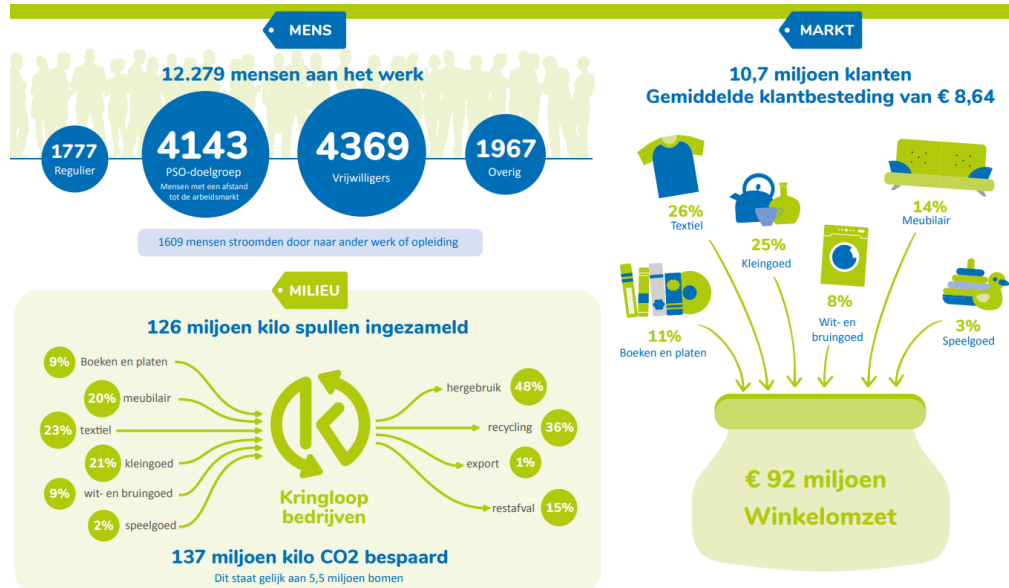 MENS
12.279 mensen aan het werk
1777
Regulier
4143
PSO-doelgroep
Mensen met een afstand
tot de arbeidsmarkt
4369
Vrijwilligers
1967
Overig
1609 mensen stroomden door naar ander werk of opleiding
MILIEU
126 miljoen kilo spullen ingezameld
9% Boeken en platen
20% meubilair
23% textiel
21% kleingoed
9% wit- en bruingoed
2% speelgoed
Kringloop
bedrijven
hergebruik 48%
recycling 36%
export 1%
restafval 15%
137 miljoen kilo CO2 bespaard
Dit staat gelijk aan 5,5 miljoen bomen
MARKT
10,7 miljoen klanten
Gemiddelde klantbesteding van € 8,64
26%
Textiel
25%
Kleingoed
14%
Meubilair
11%
Boeken en platen
8%
Wit- en
bruingoed
3%
Speelgoed
€ 92 miljoen
Winkelomzet